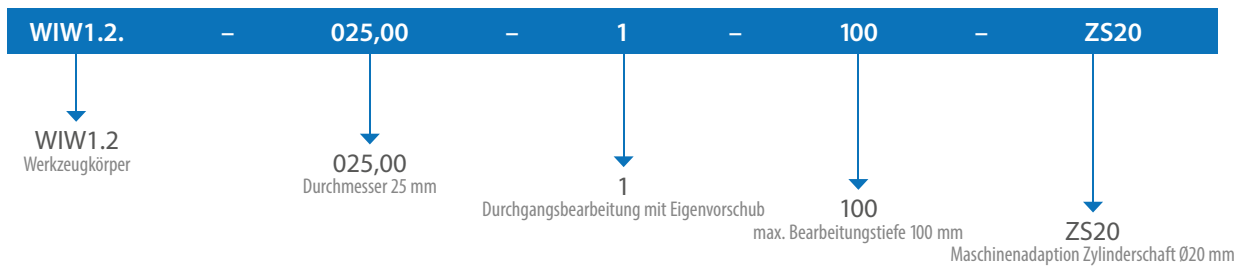 WIW1.2. – 025,00 – 1 – 100 – ZS20
WIW1.2
Werkzeugkörper
025,00
Durchmesser 25 mm
1
Durchgangsbearbeitung mit Eigenvorschub
100
max. Bearbeitungstiefe 100 mm
ZS20
Maschinenadaption Zylinderschaft Ø20 mm